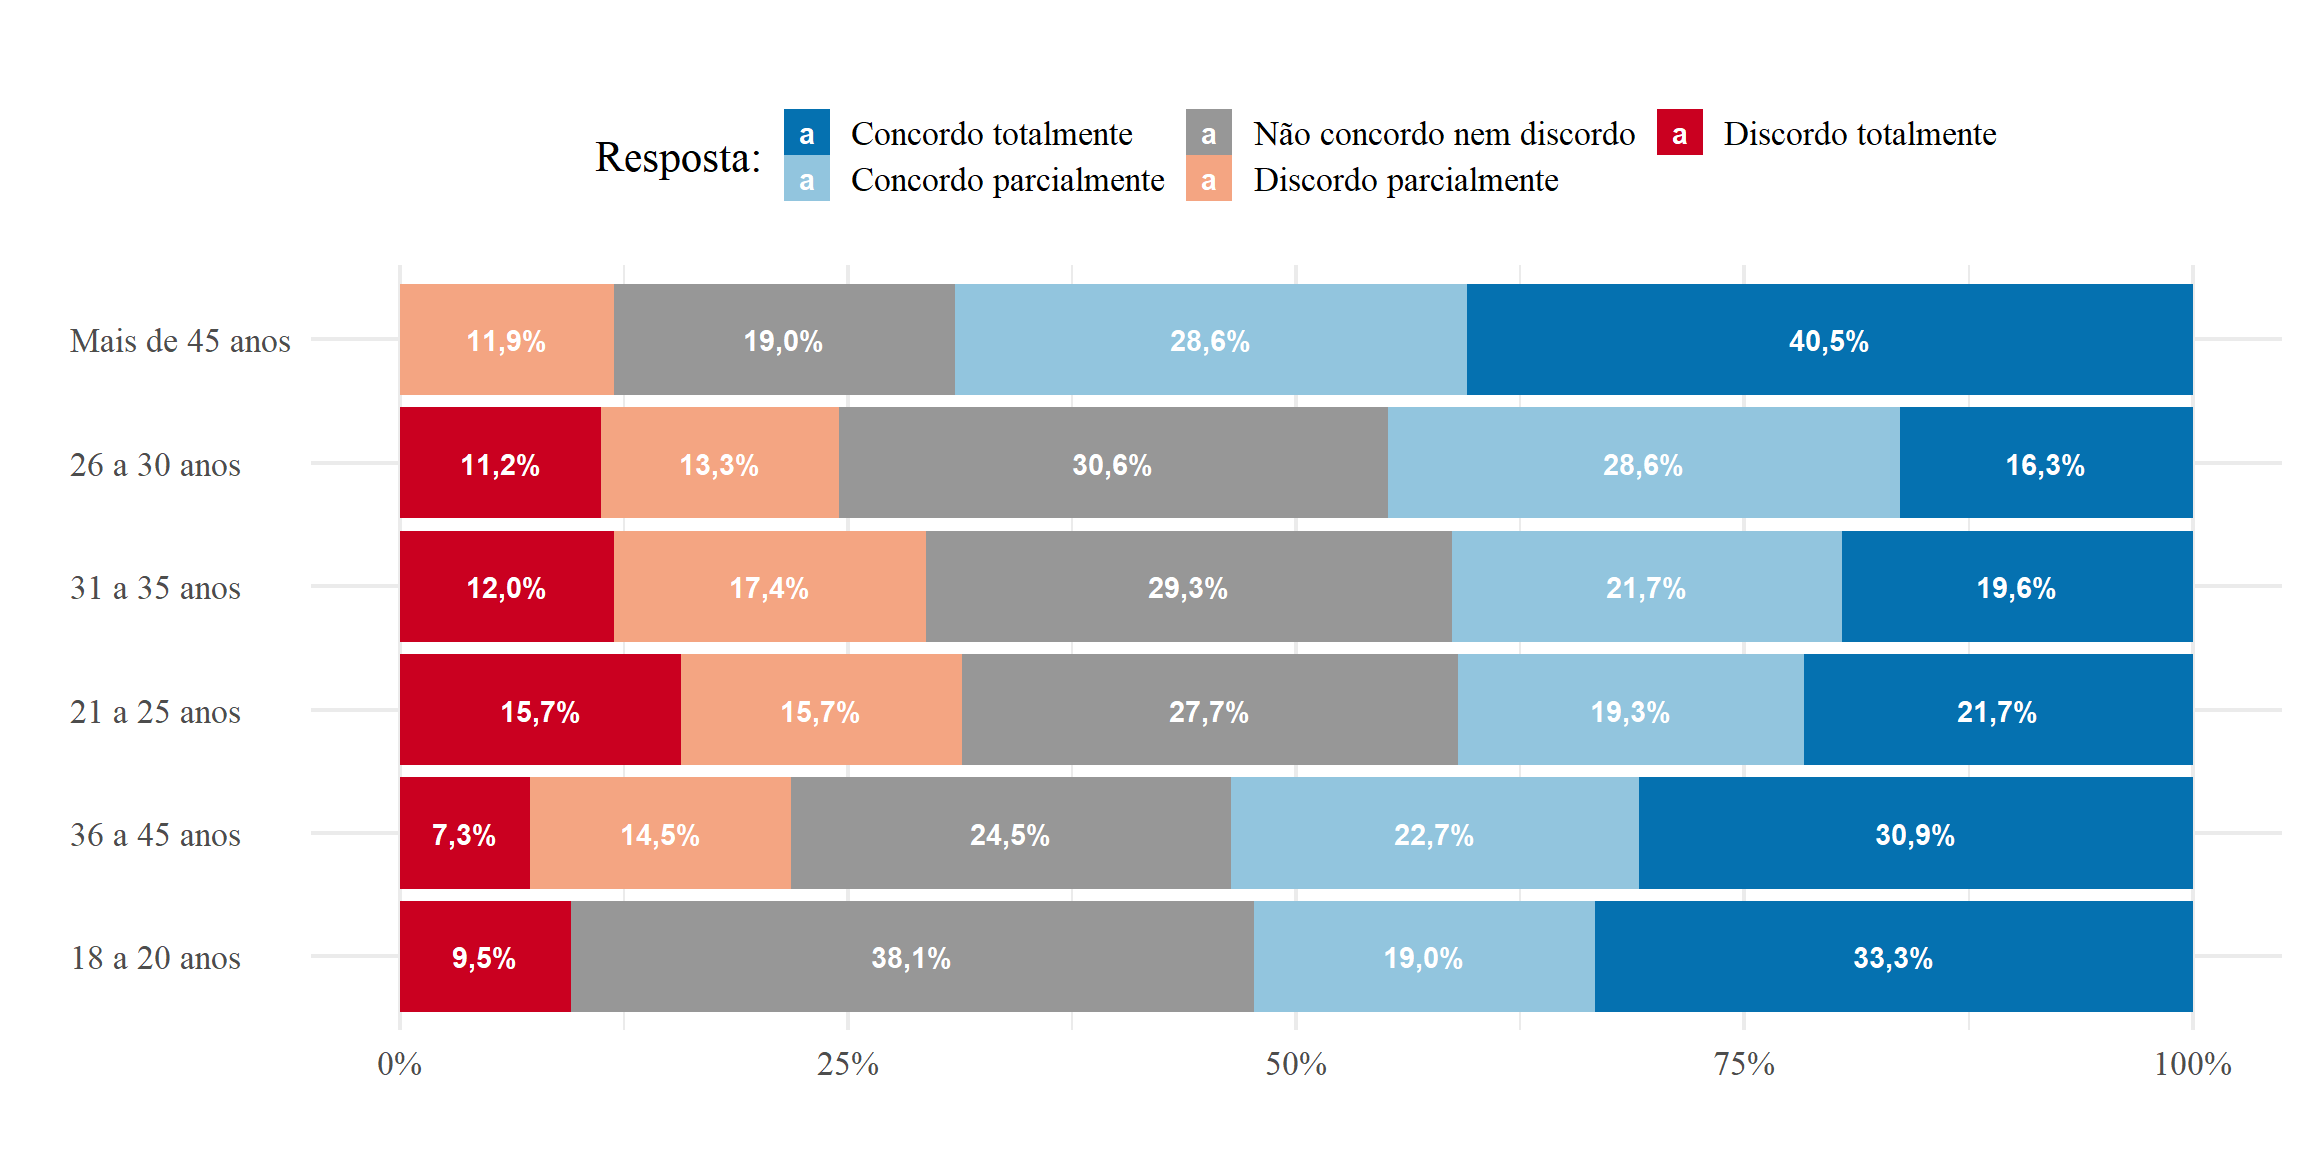 Resposta:
a Concordo totalmente
a Concordo parcialmente
a Não concordo nem discordo
a Discordo parcialmente
a Discordo totalmente
Mais de 45 anos 11,9% 19,0% 28,6% 40,5%
26 a 30 anos 11,2% 13,3% 30,6% 28,6% 16,3%
31 a 35 anos 12,0% 17,4% 29,3% 21,7% 19,6%
21 a 25 anos 15,7% 15,7% 27,7% 19,3% 21,7%
36 a 45 anos 7,3% 14,5% 24,5% 22,7% 30,9%
18 a 20 anos 9,5% 38,1% 19,0% 33,3%
0% 25% 50% 75% 100%